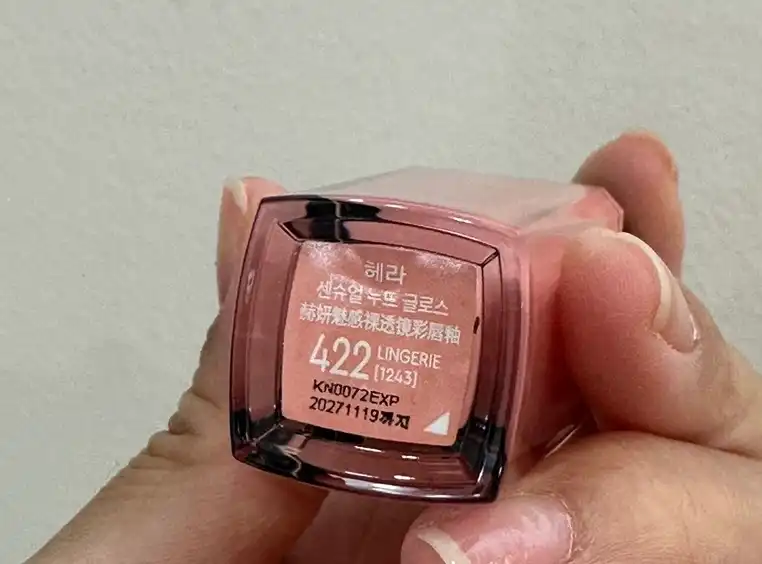 헤라
센슈얼 누뜨 글로스
赫妍魅感裸透镜彩唇釉
422 LINGERIE
[1243]
KN0072EXP
20271119까지